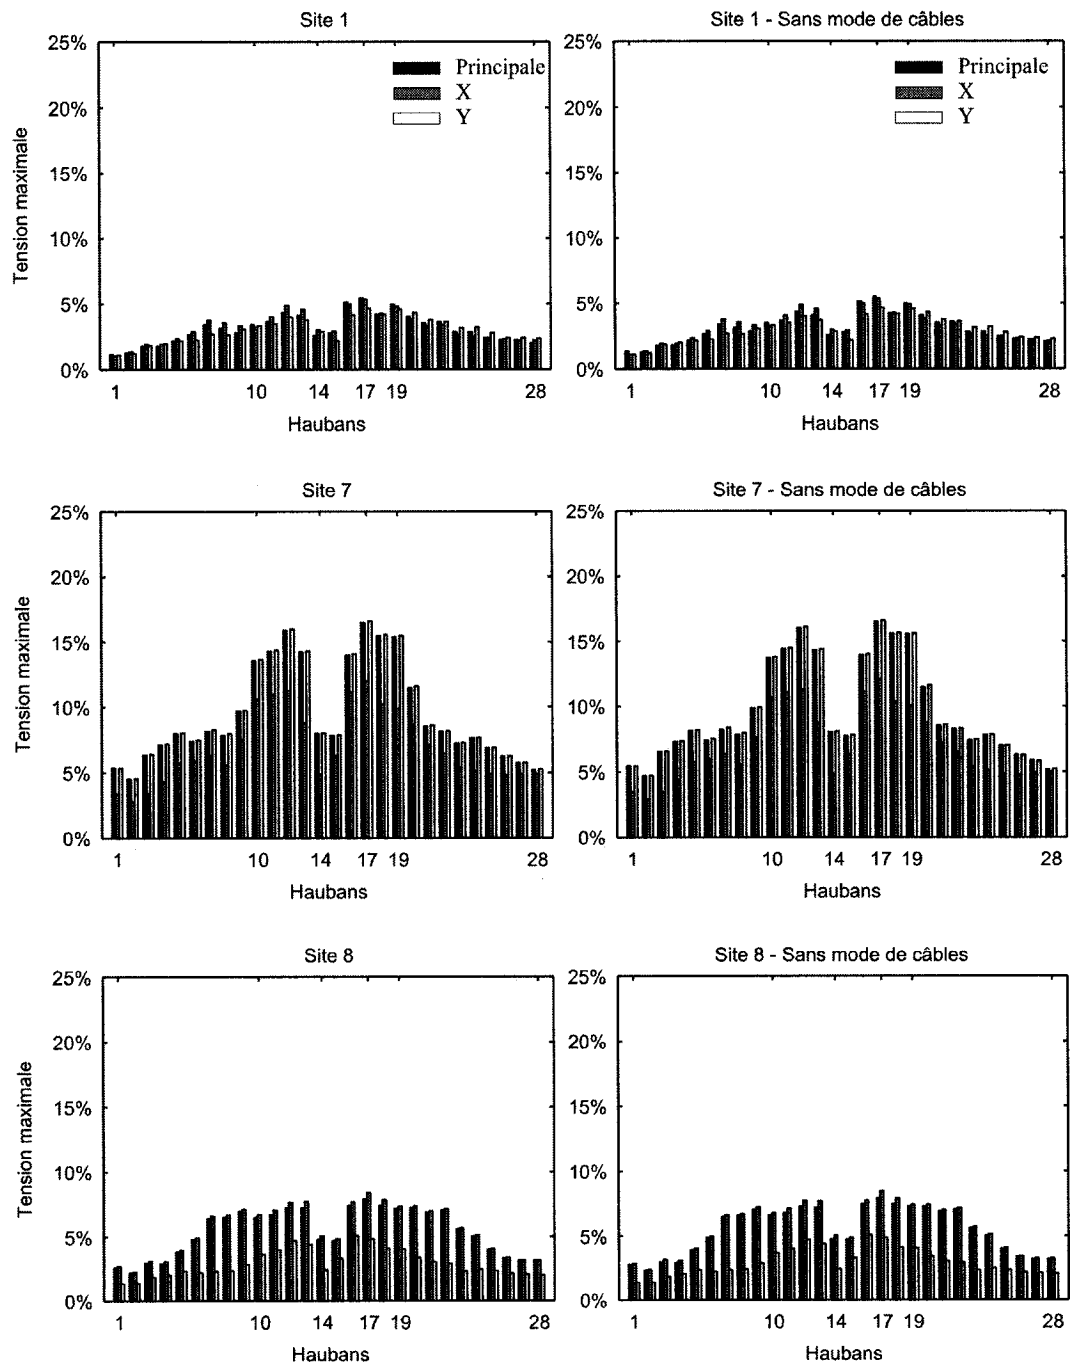 Site 1
Site 1 - Sans mode de câbles
25%
20%
15%
10%
5%
0%
Tension maximale
Principale
X
Y
1 10 14 17 19 28
Haubans
25%
20%
15%
10%
5%
0%
Principale
X
Y
1 10 14 17 19 28
Haubans
Site 7
Site 7 - Sans mode de câbles
25%
20%
15%
10%
5%
0%
Tension maximale
1 10 14 17 19 28
Haubans
25%
20%
15%
10%
5%
0%
1 10 14 17 19 28
Haubans
Site 8
Site 8 - Sans mode de câbles
25%
20%
15%
10%
5%
0%
Tension maximale
1 10 14 17 19 28
Haubans
25%
20%
15%
10%
5%
0%
1 10 14 17 19 28
Haubans